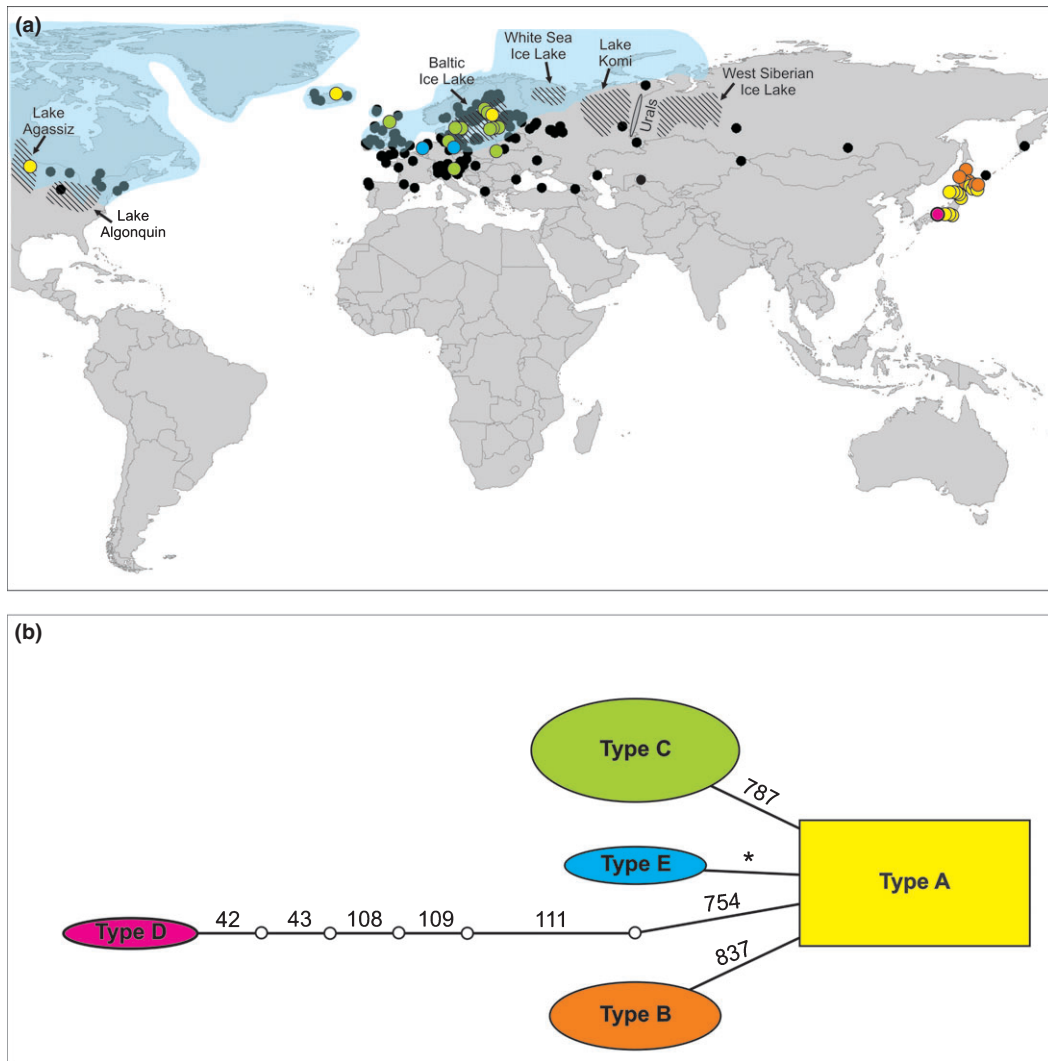 (a)
White Sea
Ice Lake
Lake
Komi
Baltic
Ice Lake
West Siberian
Ice Lake
Urals
Lake
Agassiz
Lake
Algonquin
(b)
Type C
787
Type E
*
Type A
754
Type D
42
43
108
109
111
837
Type B